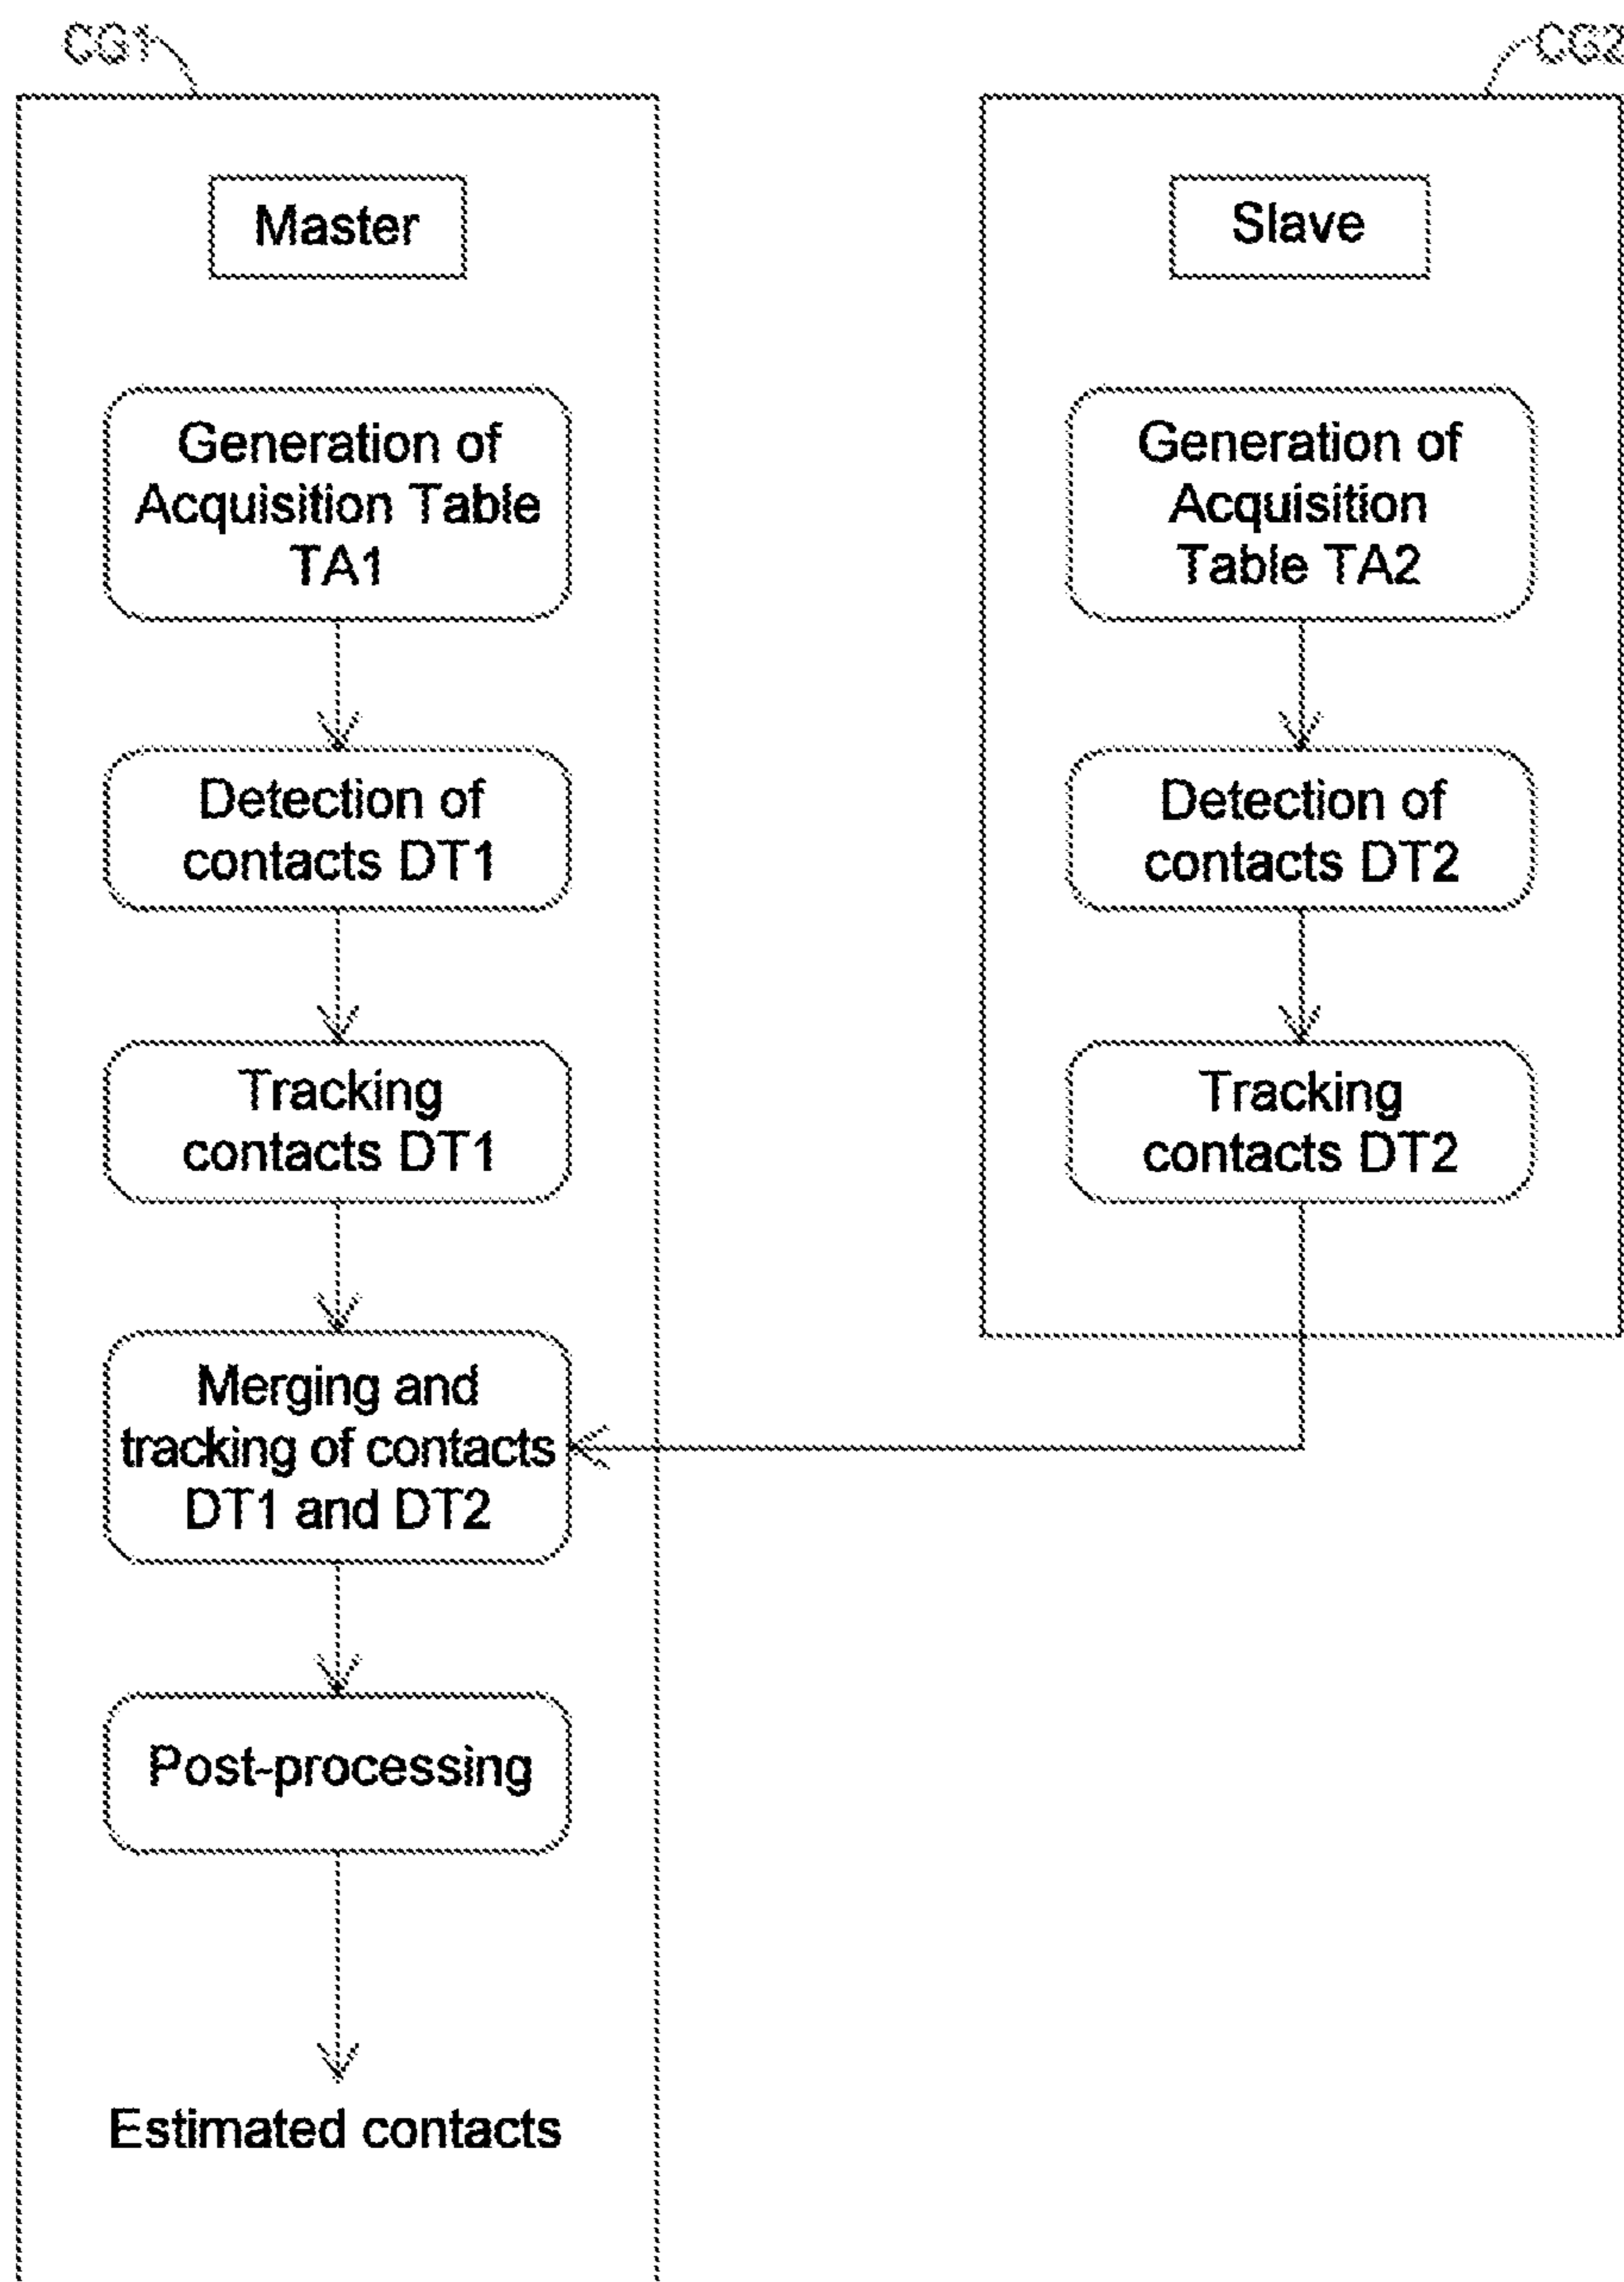 CG1
CG2
Master
Generation of
Acquisition Table
TA1
Detection of
contacts DT1
Tracking
contacts DT1
Merging and
tracking of contacts
DT1 and DT2
Post-processing
Estimated contacts
Slave
Generation of
Acquisition
Table TA2
Detection of
contacts DT2
Tracking
contacts DT2